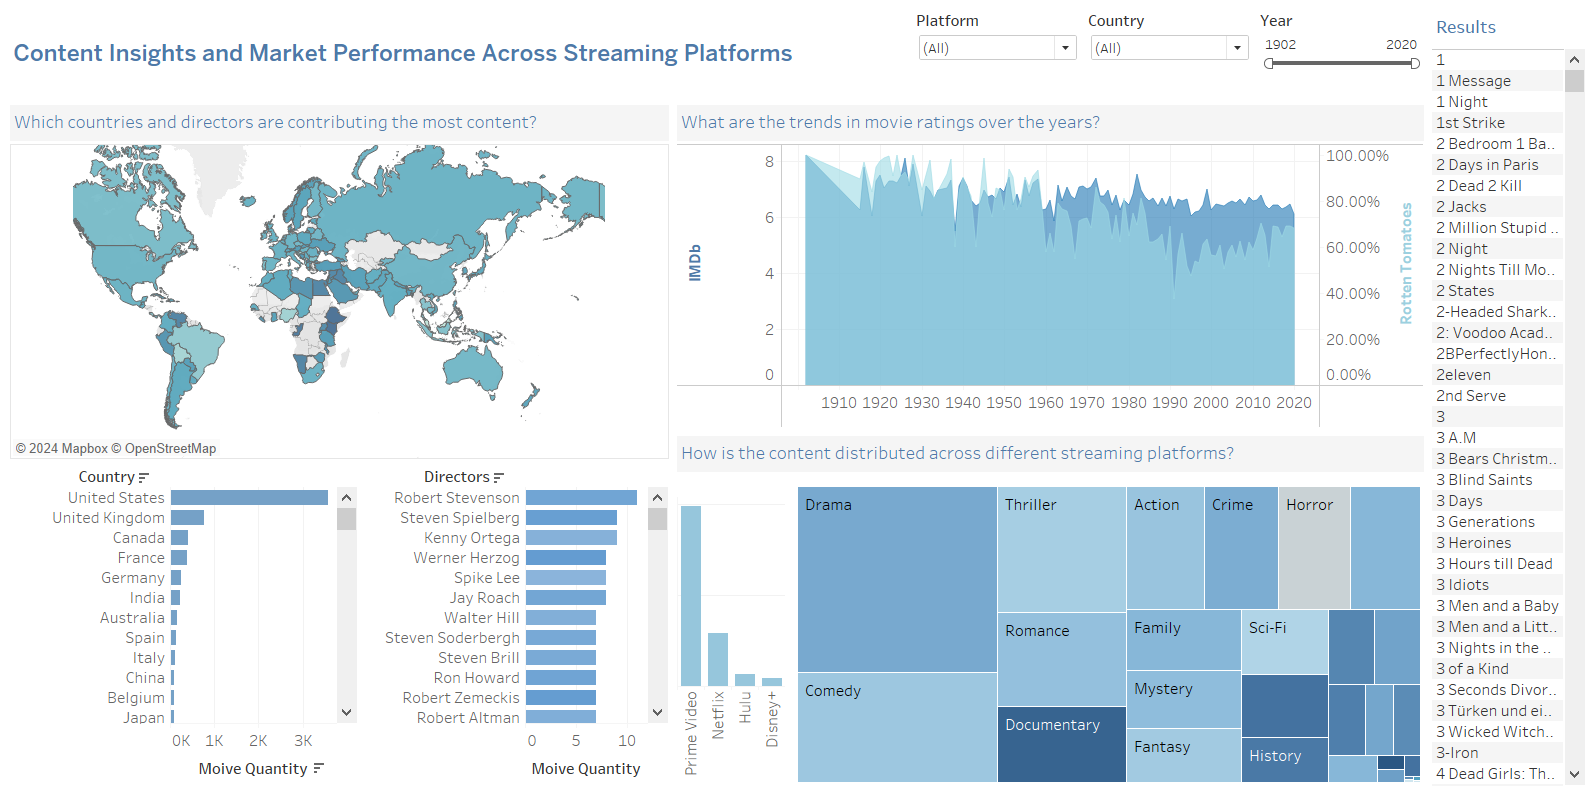 Content Insights and Market Performance Across Streaming Platforms
Platform
(All)
Country
(All)
Year
1902
2020
Which countries and directors are contributing the most content?
© 2024 Mapbox © OpenStreetMap
Country
United States
United Kingdom
Canada
France
Germany
India
Australia
Spain
Italy
China
Belgium
Japan
0K 1K 2K 3K
Moive Quantity
Directors
Robert Stevenson
Steven Spielberg
Kenny Ortega
Werner Herzog
Spike Lee
Jay Roach
Walter Hill
Steven Soderbergh
Steven Brill
Ron Howard
Robert Zemeckis
Robert Altman
0 5 10
Moive Quantity
What are the trends in movie ratings over the years?
IMDb
8
6
4
2
0
100.00%
80.00%
60.00%
40.00%
20.00%
0.00%
Rotten Tomatoes
1910 1920 1930 1940 1950 1960 1970 1980 1990 2000 2010 2020
How is the content distributed across different streaming platforms?
Prime Video
Netflix
Hulu
Disney+
Drama
Comedy
Thriller
Romance
Documentary
Action
Crime
Horror
Family
Mystery
Fantasy
Sci-Fi
History
Results
1
1 Message
1 Night
1st Strike
2 Bedroom 1 Ba..
2 Days in Paris
2 Dead 2 Kill
2 Jacks
2 Million Stupid ..
2 Night
2 Nights Till Mo..
2 States
2-Headed Shark..
2: Voodoo Acad..
2BPerfectlyHon..
2eleven
2nd Serve
3
3 A.M
3 Bears Christm..
3 Blind Saints
3 Days
3 Generations
3 Heroines
3 Hours till Dead
3 Idiots
3 Men and a Baby
3 Men and a Litt..
3 Nights in the ..
3 of a Kind
3 Seconds Divor..
3 Türken und ei..
3 Wicked Witch..
3-Iron
4 Dead Girls: Th..